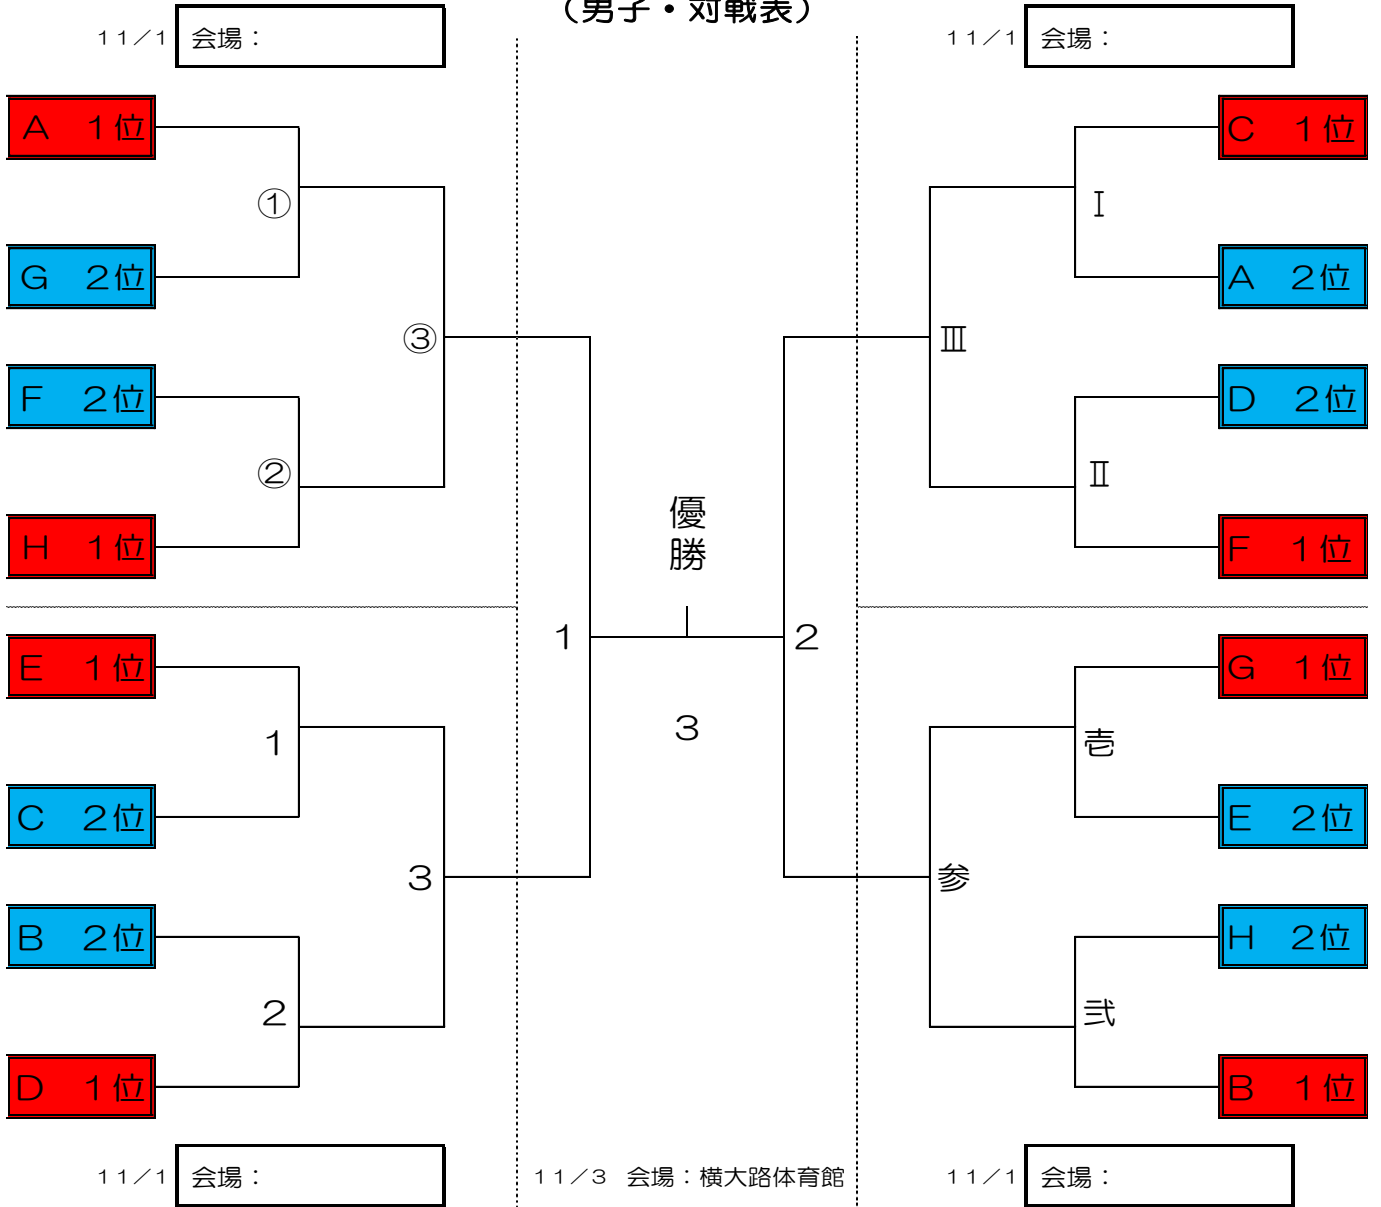 （男子・対戦表）
１１／１ 会場：
１１／１ 会場：
Ａ　１位
Ｃ　１位
①
Ⅰ
Ｇ　２位
Ａ　２位
③
Ⅲ
Ｆ　２位
Ｄ　２位
②
Ⅱ
優
勝
Ｈ　１位
Ｆ　１位
１
２
Ｅ　１位
Ｇ　１位
３
１
壱
Ｃ　２位
Ｅ　２位
３
参
Ｂ　２位
Ｈ　２位
２
弐
Ｄ　１位
Ｂ　１位
１１／１ 会場：
１１／３　会場：横大路体育館
１１／１ 会場：